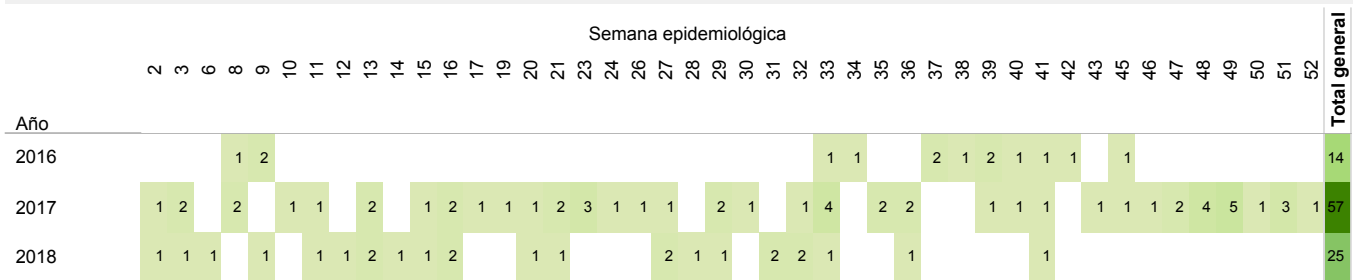 Semana epidemiológica
Año 2 3 6 8 9 10 11 12 13 14 15 16 17 19 20 21 23 24 26 27 28 29 30 31 32 33 34 35 36 37 38 39 40 41 42 43 45 46 47 48 49 50 51 52 Total general
2016 1 2 1 1 2 1 2 1 1 1 1 14
2017 1 2 2 1 1 2 1 2 1 1 1 2 3 1 1 1 2 1 1 4 2 2 1 1 1 1 1 1 2 4 5 1 3 1 57
2018 1 1 1 1 1 1 2 1 1 2 1 1 2 1 1 2 2 1 1 1 25